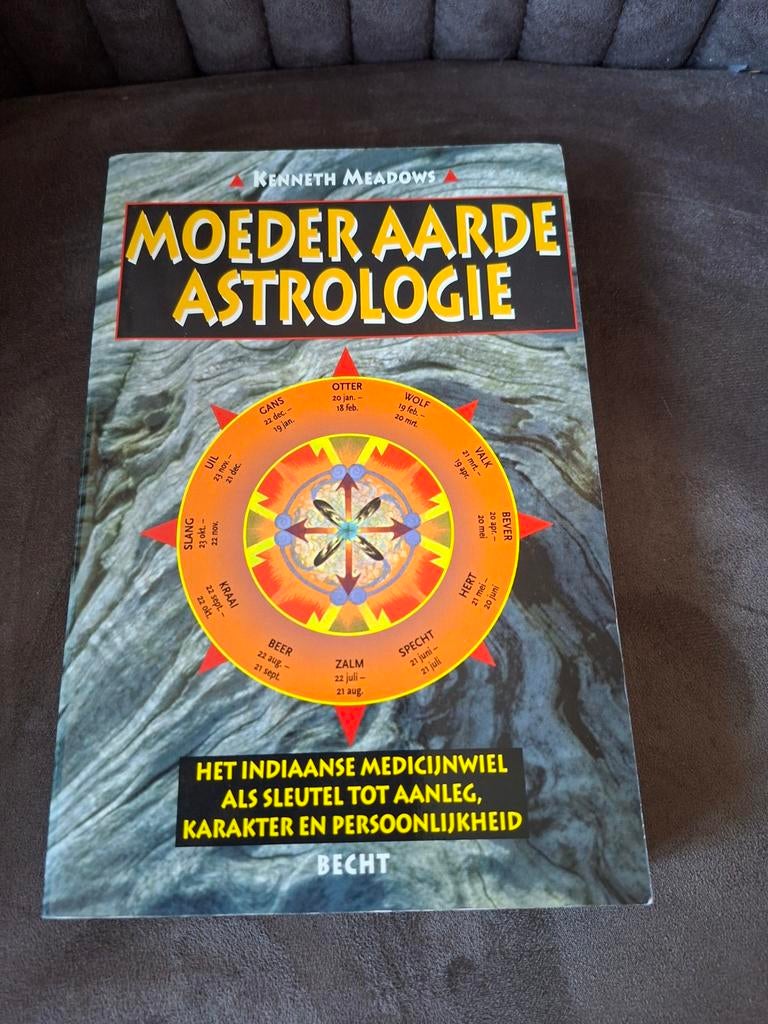 KENNETH MEADOWS
MOEDER AARDE
ASTROLOGIE
OTTER
20 jan. –
18 feb.
WOLF
19 feb. –
20 mrt.
VALK
21 mrt. –
19 apr.
BEVER
20 apr. –
20 mei
HERT
21 mei –
20 juni
SPECHT
21 juni –
21 juli
ZALM
22 juli –
21 aug.
BEER
22 aug. –
21 sept.
KRAAI
22 sept. –
22 okt.
SLANG
23 okt. –
22 nov.
UIL
23 nov. –
21 dec.
GANS
22 dec. –
19 jan.
HET INDIAANSE MEDICIJNWIEL
ALS SLEUTEL TOT AANLEG,
KARAKTER EN PERSOONLIJKHEID
BECHT